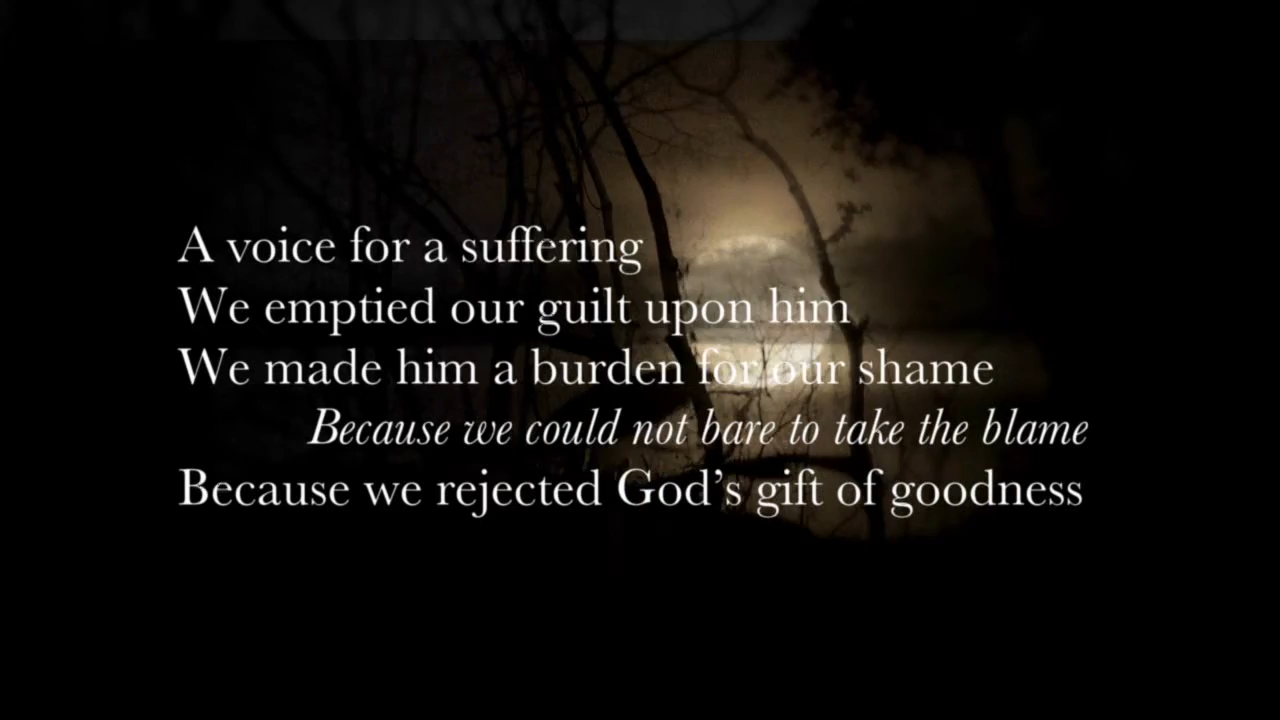 A voice for a suffering
We emptied our guilt upon him
We made him a burden for our shame
Because we could not bare to take the blame
Because we rejected God’s gift of goodness